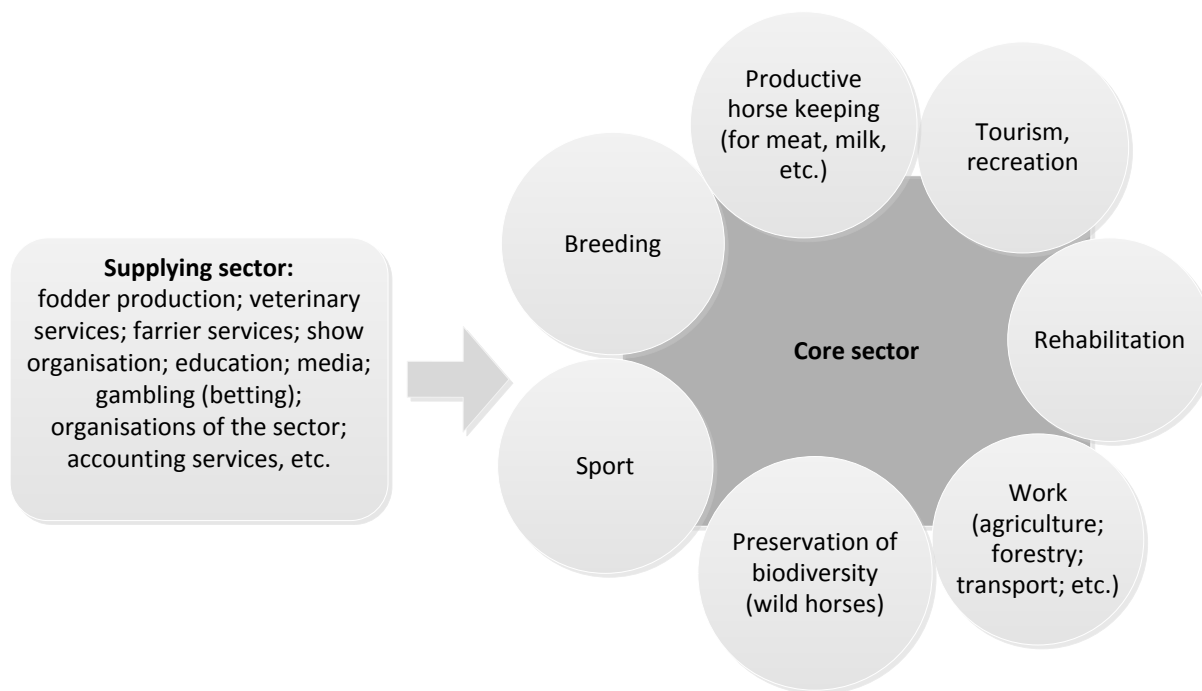 Supplying sector:
fodder production; veterinary
services; farrier services; show
organisation; education; media;
gambling (betting);
organisations of the sector;
accounting services, etc.
Core sector
Productive
horse keeping
(for meat, milk,
etc.)
Tourism,
recreation
Rehabilitation
Work
(agriculture;
forestry;
transport; etc.)
Preservation of
biodiversity
(wild horses)
Sport
Breeding